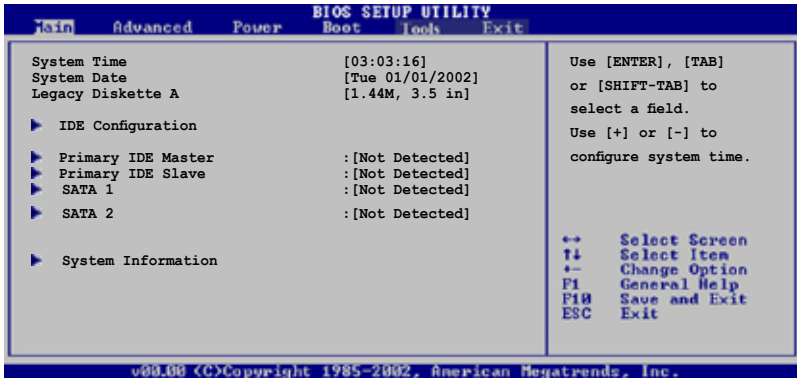 BIOS SETUP UTILITY
Main Advanced Power Boot Tools Exit
System Time [03:03:16]
System Date [Tue 01/01/2002]
Legacy Diskette A [1.44M, 3.5 in]
IDE Configuration
Primary IDE Master :[Not Detected]
Primary IDE Slave :[Not Detected]
SATA 1 :[Not Detected]
SATA 2 :[Not Detected]
System Information
Use [ENTER], [TAB]
or [SHIFT-TAB] to
select a field.
Use [+] or [-] to
configure system time.
↔ Select Screen
↑↓ Select Item
+- Change Option
F1 General Help
F10 Save and Exit
ESC Exit
v00.00 (C)Copyright 1985-2002, American Megatrends, Inc.